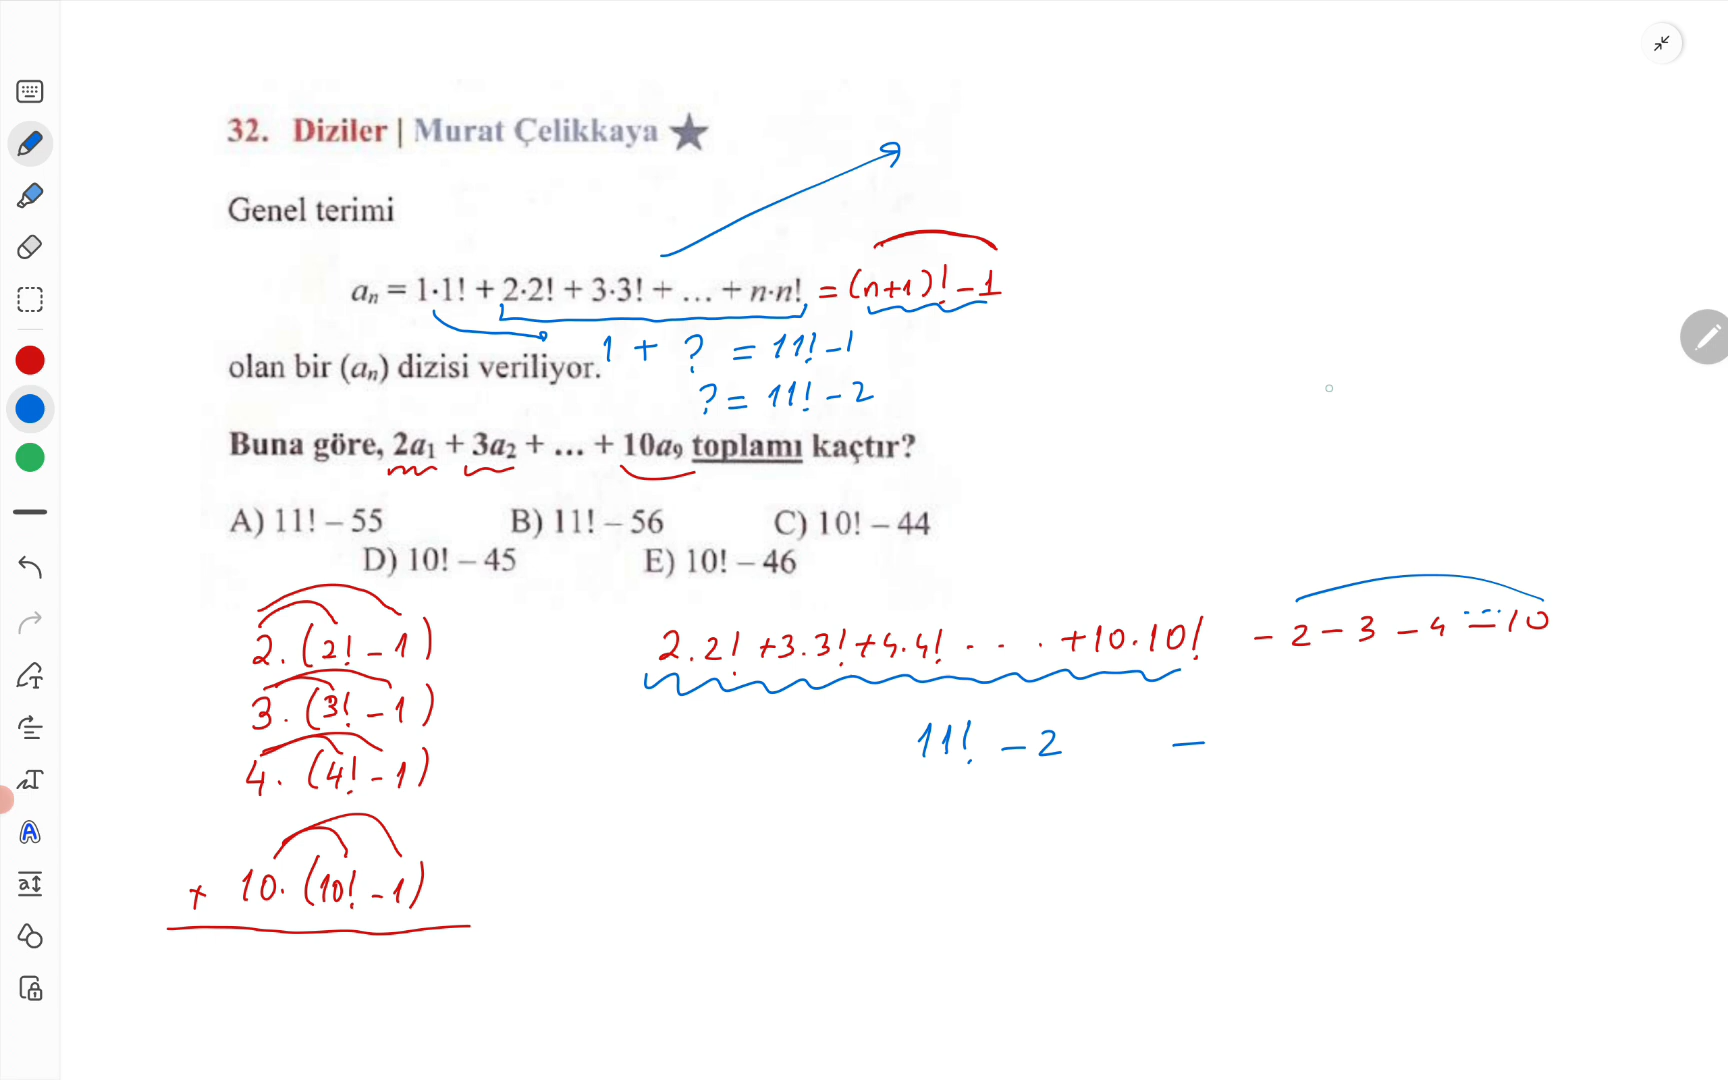 32. Diziler | Murat Çelikkaya ★
Genel terimi
aₙ = 1·1! + 2·2! + 3·3! + ... + n·n! = (n+1)! - 1
1 + ? = 11! - 1
olan bir (aₙ) dizisi veriliyor.
? = 11! - 2
Buna göre, 2a₁ + 3a₂ + ... + 10a₉ toplamı kaçtır?
A) 11! – 55 B) 11! – 56 C) 10! – 44
D) 10! – 45 E) 10! – 46
2.(2! - 1)
3.(3! - 1)
4.(4! - 1)
+ 10.(10! - 1)
2.2! + 3.3! + 4.4! . . . + 10.10! - 2 - 3 - 4 ... - 10
11! - 2 -